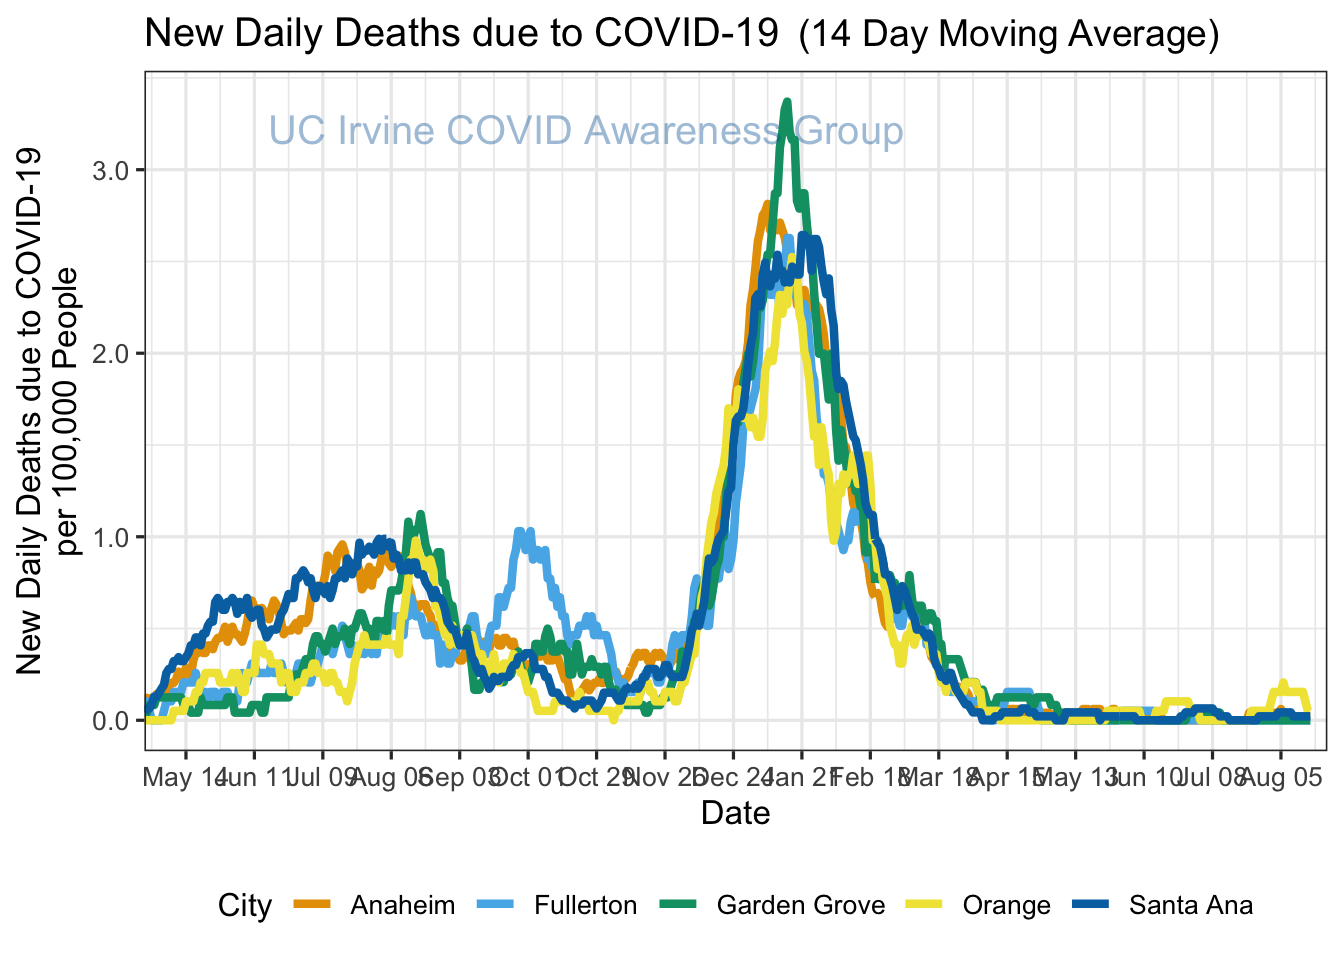 New Daily Deaths due to COVID-19 (14 Day Moving Average)
UC Irvine COVID Awareness Group
New Daily Deaths due to COVID-19
per 100,000 People
3.0
2.0
1.0
0.0
May 14 Jun 11 Jul 09 Aug 06 Sep 03 Oct 01 Oct 29 Nov 26 Dec 24 Jan 21 Feb 18 Mar 18 Apr 15 May 13 Jun 10 Jul 08 Aug 05
Date
City Anaheim Fullerton Garden Grove Orange Santa Ana